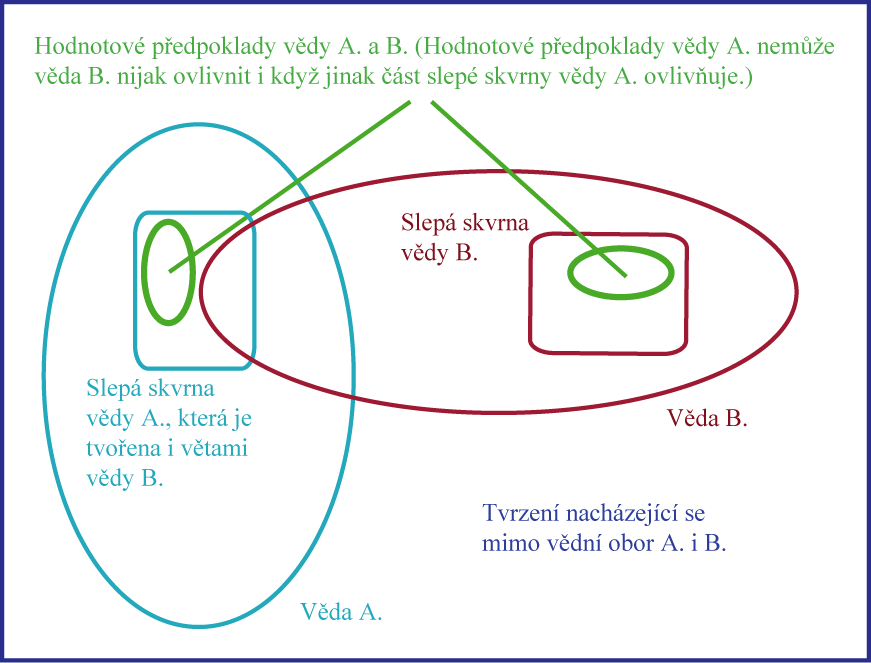 Hodnotové předpoklady vědy A. a B. (Hodnotové předpoklady vědy A. nemůže
věda B. nijak ovlivnit i když jinak část slepé skvrny vědy A. ovlivňuje.)
Slepá skvrna
vědy B.
Slepá skvrna
vědy A., která je
tvořena i větami
vědy B.
Věda B.
Tvrzení nacházející se
mimo vědní obor A. i B.
Věda A.